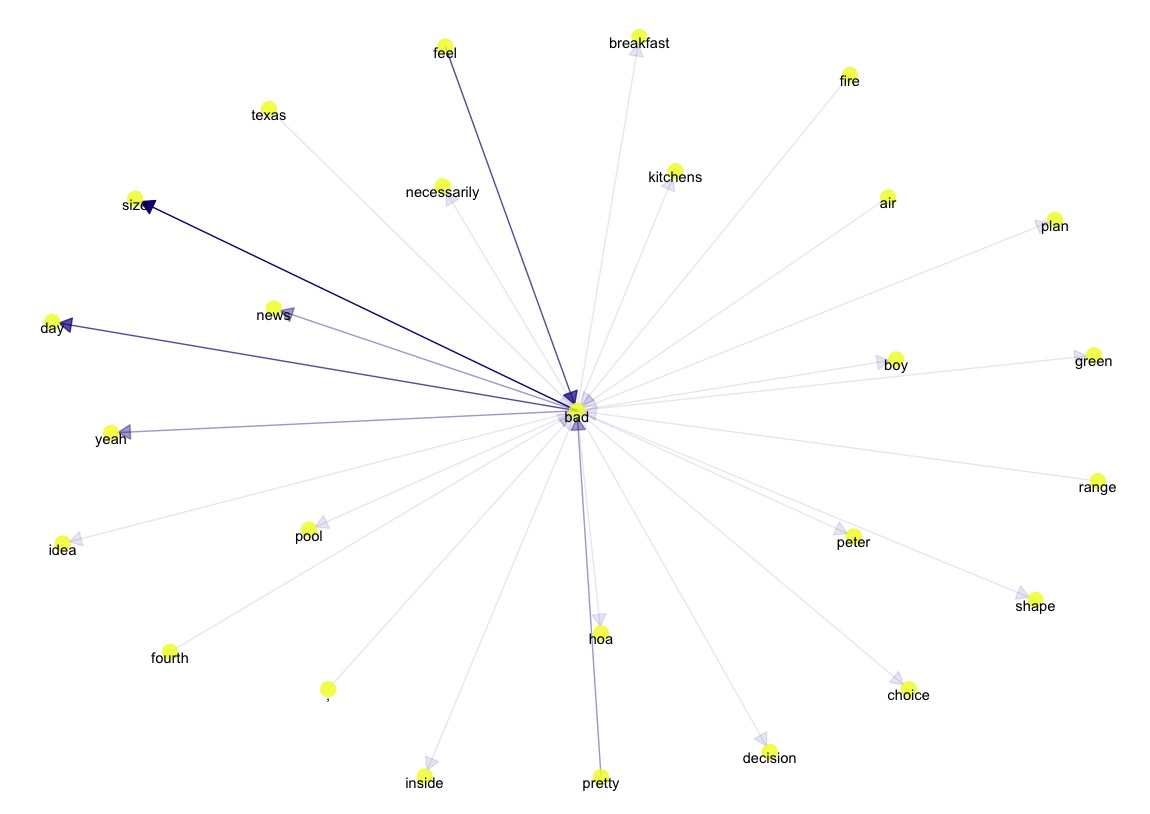 feel
breakfast
fire
texas
necessarily
kitchens
air
size
plan
day
news
boy
green
bad
yeah
range
idea
pool
peter
shape
fourth
hoa
,
choice
inside
pretty
decision